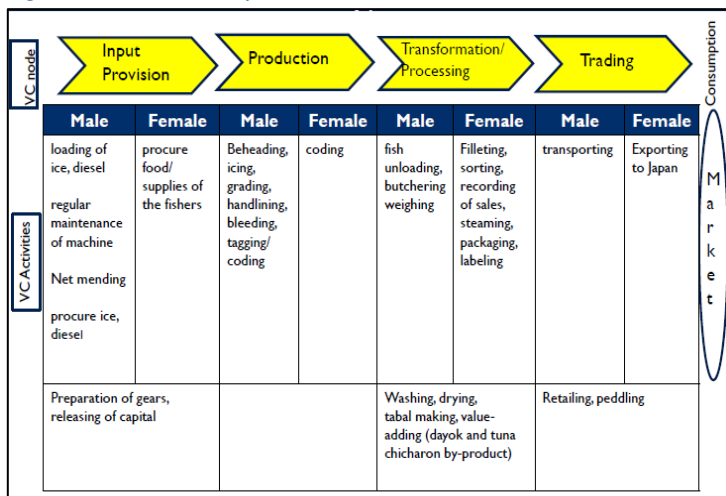 VC node
Input
Provision
Production
Transformation/
Processing
Trading
Consumption
Male
Female
Male
Female
Male
Female
Male
Female
VC Activities
loading of
ice, diesel
regular
maintenance
of machine
Net mending
procure ice,
diesel
procure
food/
supplies of
the fishers
Beheading,
icing,
grading,
handlining,
bleeding,
tagging/
coding
coding
fish
unloading,
butchering
weighing
Filleting,
sorting,
recording
of sales,
steaming,
packaging,
labeling
transporting
Exporting
to Japan
Market
Preparation of gears,
releasing of capital
Washing, drying,
tabal making, value-
adding (dayok and tuna
chicharon by-product)
Retailing, peddling